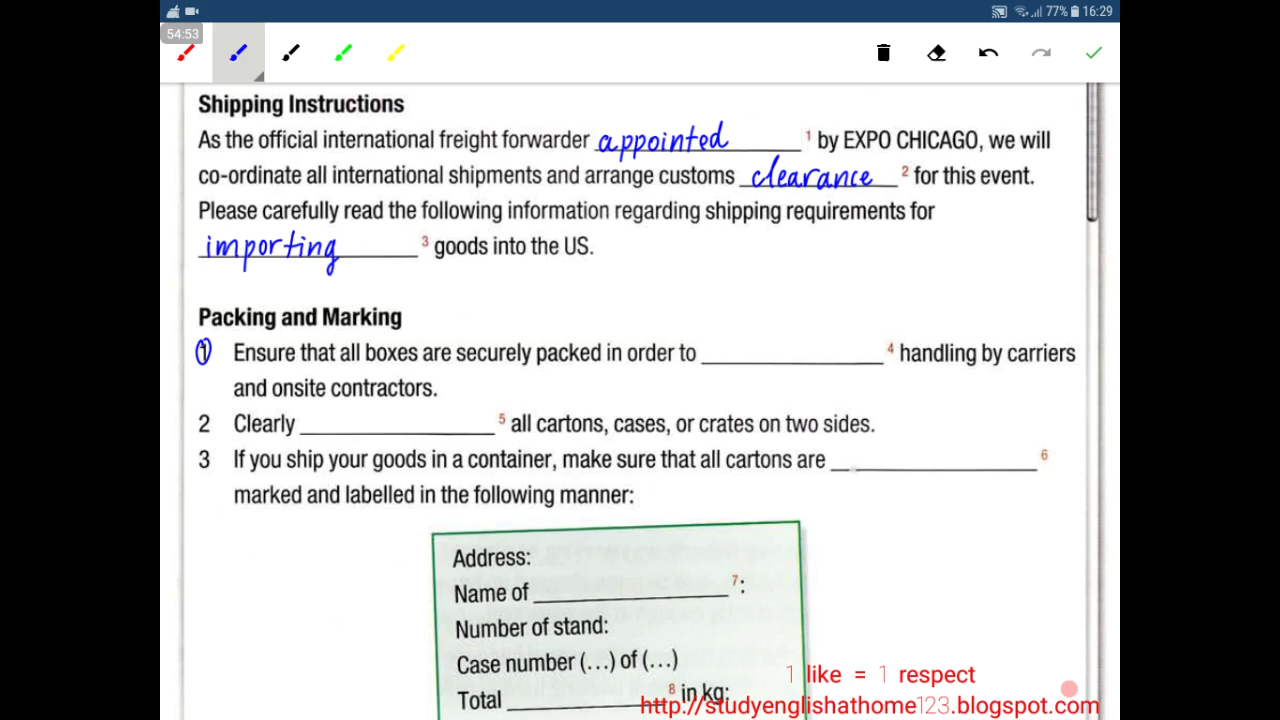 77% 16:29
54:53
Shipping Instructions
As the official international freight forwarder appointed 1 by EXPO CHICAGO, we will
co-ordinate all international shipments and arrange customs clearance 2 for this event.
Please carefully read the following information regarding shipping requirements for
importing 3 goods into the US.
Packing and Marking
1 Ensure that all boxes are securely packed in order to ____ 4 handling by carriers
and onsite contractors.
2 Clearly ____ 5 all cartons, cases, or crates on two sides.
3 If you ship your goods in a container, make sure that all cartons are ____ 6
marked and labelled in the following manner:
Address:
Name of ____ 7:
Number of stand:
Case number (...) of (...)
Total ____ 8 in kg:
1 like = 1 respect
http://studyenglishathome123.blogspot.com